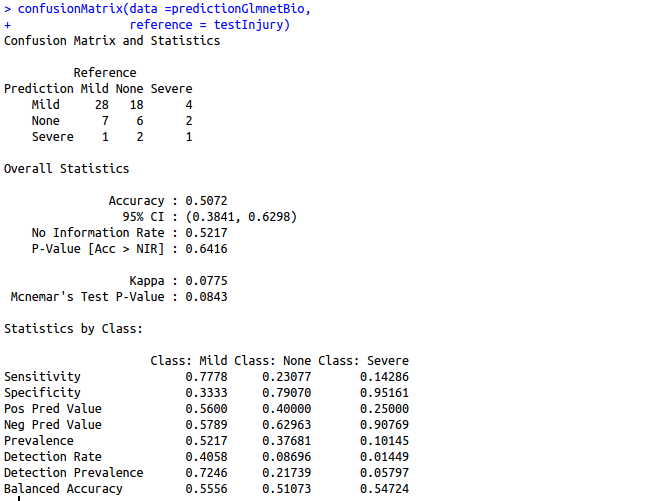 > confusionMatrix(data =predictionGlmnetBio,
+ reference = testInjury)
Confusion Matrix and Statistics
Reference
Prediction Mild None Severe
Mild 28 18 4
None 7 6 2
Severe 1 2 1
Overall Statistics
Accuracy : 0.5072
95% CI : (0.3841, 0.6298)
No Information Rate : 0.5217
P-Value [Acc > NIR] : 0.6416
Kappa : 0.0775
Mcnemar's Test P-Value : 0.0843
Statistics by Class:
Class: Mild Class: None Class: Severe
Sensitivity 0.7778 0.23077 0.14286
Specificity 0.3333 0.79070 0.95161
Pos Pred Value 0.5600 0.40000 0.25000
Neg Pred Value 0.5789 0.62963 0.90769
Prevalence 0.5217 0.37681 0.10145
Detection Rate 0.4058 0.08696 0.01449
Detection Prevalence 0.7246 0.21739 0.05797
Balanced Accuracy 0.5556 0.51073 0.54724